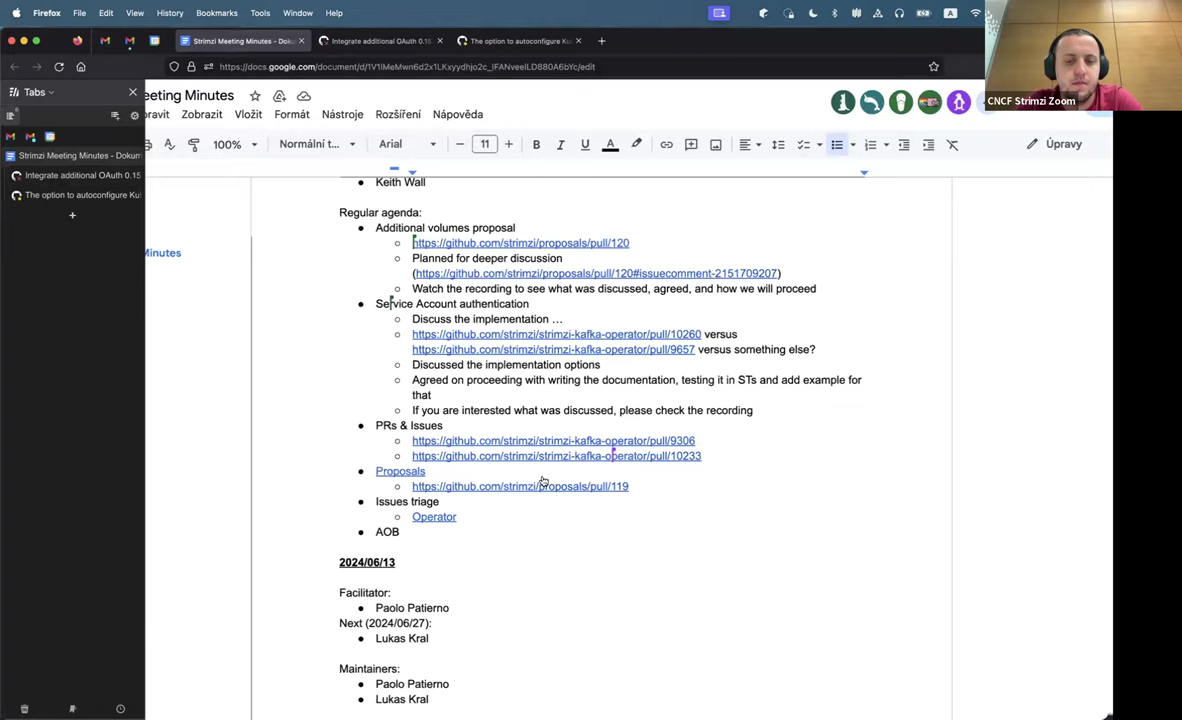 Firefox File Edit View History Bookmarks Tools Window Help A
Strimzi Meeting Minutes - Doku
Integrate additional OAuth 0.15
The option to autoconfigure Ku
https://docs.google.com/document/d/1V1lMeMwn6d2x1LKxyydhjo2c_IFANveelLD880A6bYc/edit
Tabs
eeting Minutes
ravit Zobrazit Vložit Formát Nástroje Rozšíření Nápověda
CNCF Strimzi Zoom
100% Normální t... Arial 11 B I U A Úpravy
Strimzi Meeting Minutes - Dokum
Integrate additional OAuth 0.15
The option to autoconfigure Kul
Minutes
Keith Wall
Regular agenda:
Additional volumes proposal
https://github.com/strimzi/proposals/pull/120
Planned for deeper discussion
(https://github.com/strimzi/proposals/pull/120#issuecomment-2151709207)
Watch the recording to see what was discussed, agreed, and how we will proceed
Service Account authentication
Discuss the implementation …
https://github.com/strimzi/strimzi-kafka-operator/pull/10260 versus
https://github.com/strimzi/strimzi-kafka-operator/pull/9657 versus something else?
Discussed the implementation options
Agreed on proceeding with writing the documentation, testing it in STs and add example for
that
If you are interested what was discussed, please check the recording
PRs & Issues
https://github.com/strimzi/strimzi-kafka-operator/pull/9306
https://github.com/strimzi/strimzi-kafka-operator/pull/10233
Proposals
https://github.com/strimzi/proposals/pull/119
Issues triage
Operator
AOB
2024/06/13
Facilitator:
Paolo Patierno
Next (2024/06/27):
Lukas Kral
Maintainers:
Paolo Patierno
Lukas Kral